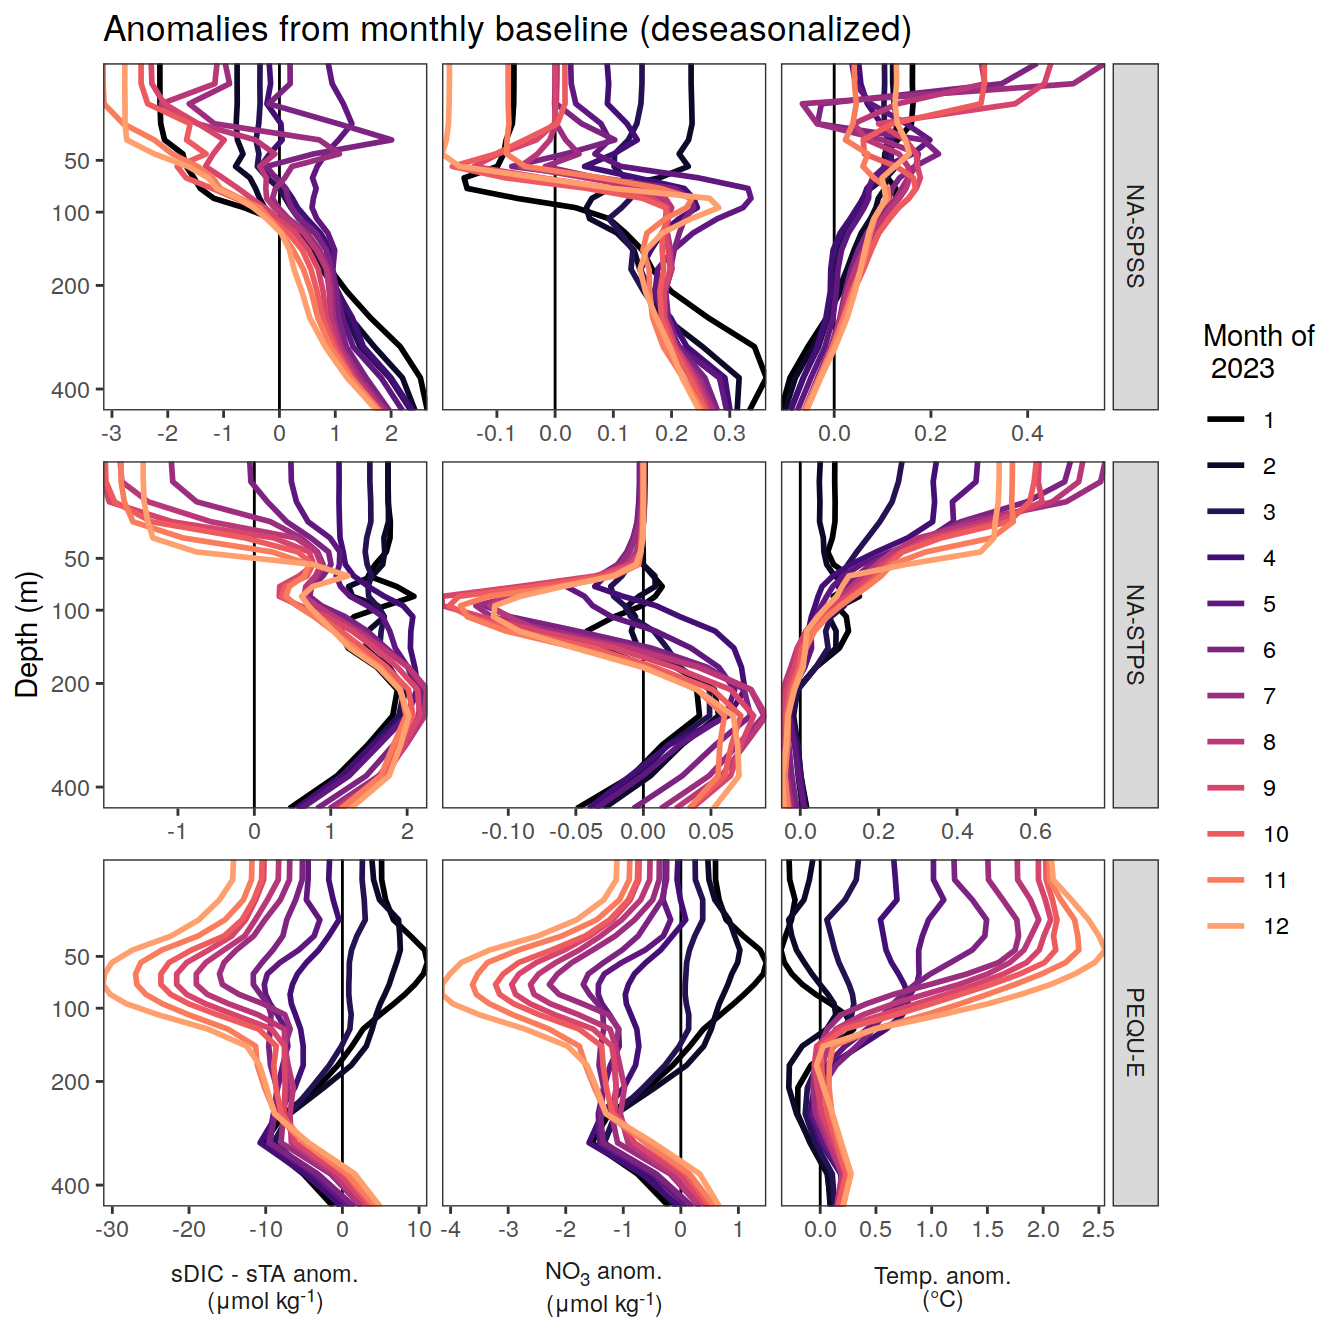 Anomalies from monthly baseline (deseasonalized)
50
100
200
400
-3 -2 -1 0 1 2
-0.1 0.0 0.1 0.2 0.3
0.0 0.2 0.4
NA-SPSS
50
100
200
400
-1 0 1 2
-0.10 -0.05 0.00 0.05
0.0 0.2 0.4 0.6
NA-STPS
50
100
200
400
-30 -20 -10 0 10
-4 -3 -2 -1 0 1
0.0 0.5 1.0 1.5 2.0 2.5
PEQU-E
Depth (m)
sDIC - sTA anom.
(µmol kg⁻¹)
NO₃ anom.
(µmol kg⁻¹)
Temp. anom.
(°C)
Month of
2023
1
2
3
4
5
6
7
8
9
10
11
12